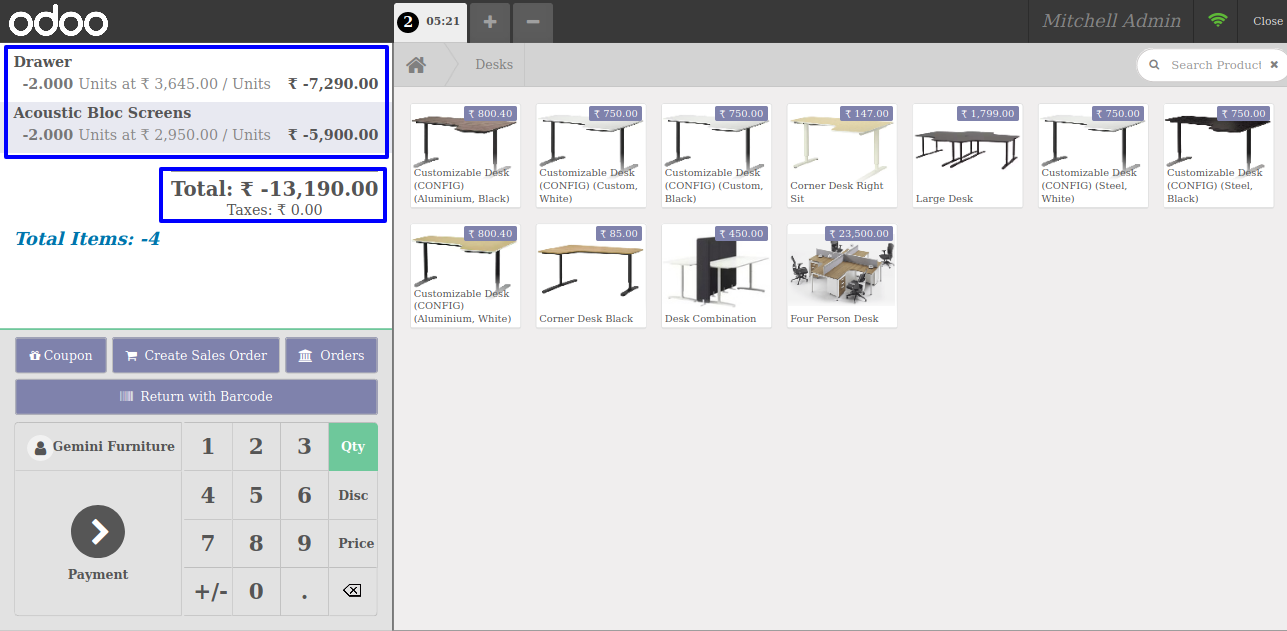 odoo
2 05:21 + −
Mitchell Admin
Close
Drawer
-2.000 Units at ₹ 3,645.00 / Units ₹ -7,290.00
Acoustic Bloc Screens
-2.000 Units at ₹ 2,950.00 / Units ₹ -5,900.00
Total: ₹ -13,190.00
Taxes: ₹ 0.00
Total Items: -4
Coupon
Create Sales Order
Orders
Return with Barcode
Gemini Furniture
1 2 3 Qty
4 5 6 Disc
7 8 9 Price
+/- 0 .
Payment
Desks
Search Product
₹ 800.40
Customizable Desk
(CONFIG)
(Aluminium, Black)
₹ 750.00
Customizable Desk
(CONFIG) (Custom,
White)
₹ 750.00
Customizable Desk
(CONFIG) (Custom,
Black)
₹ 147.00
Corner Desk Right
Sit
₹ 1,799.00
Large Desk
₹ 750.00
Customizable Desk
(CONFIG) (Steel,
White)
₹ 750.00
Customizable Desk
(CONFIG) (Steel,
Black)
₹ 800.40
Customizable Desk
(CONFIG)
(Aluminium, White)
₹ 85.00
Corner Desk Black
₹ 450.00
Desk Combination
₹ 23,500.00
Four Person Desk